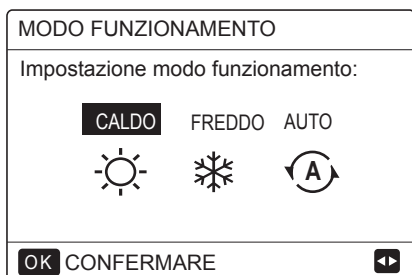 MODO FUNZIONAMENTO
Impostazione modo funzionamento:
CALDO FREDDO AUTO
A
OK CONFERMARE